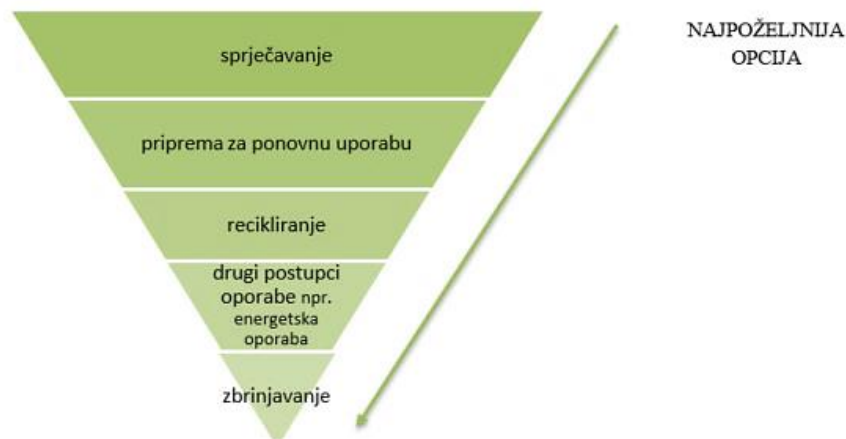 sprječavanje
NAJPOŽELJNIJA
OPCIJA
priprema za ponovnu uporabu
recikliranje
drugi postupci
oporabe npr.
energetska
oporaba
zbrinjavanje